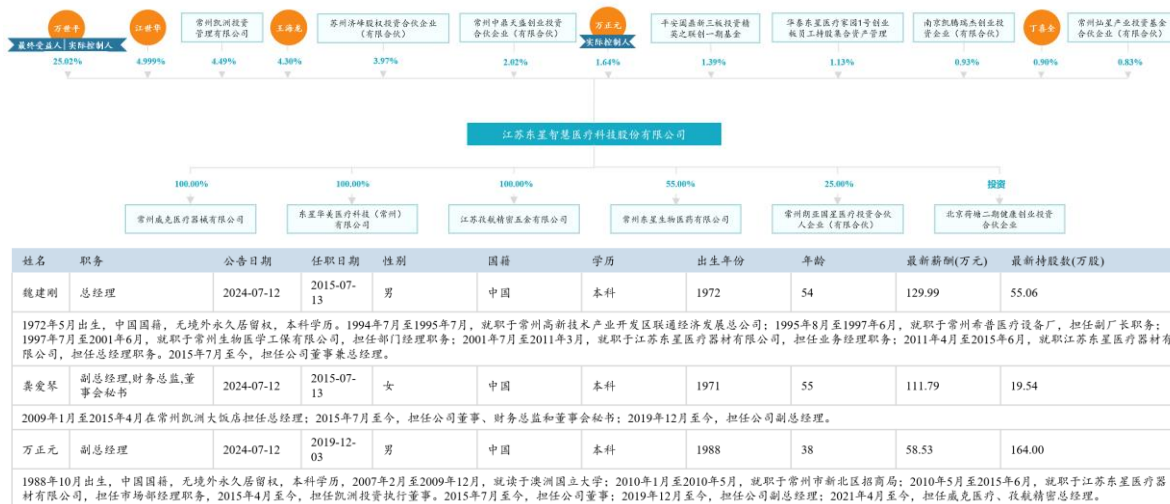 万世平
最终受益人|实际控制人
25.02%
江世华
4.999%
常州凯洲投资
管理有限公司
4.49%
王海龙
4.30%
苏州济峰股权投资合伙企业
（有限合伙）
3.97%
常州中鼎天盛创业投资
合伙企业（有限合伙）
2.02%
万正元
实际控制人
1.64%
平安国鼎新三板投资精
英之联创一期基金
1.39%
华泰东星医疗家园1号创业
板员工持股集合资产管理
1.13%
南京凯腾瑞杰创业投
资企业（有限合伙）
0.93%
丁喜全
0.90%
常州灿星产业投资基金
合伙企业（有限合伙）
0.83%
江苏东星智慧医疗科技股份有限公司
100.00%
常州威克医疗器械有限公司
100.00%
东星华美医疗科技（常州）
有限公司
100.00%
江苏孜航精密五金有限公司
55.00%
常州东星生物医药有限公司
25.00%
常州朗亚国星医疗投资合伙
人企业（有限合伙）
投资
北京荷塘二期健康创业投资
合伙企业
姓名 职务 公告日期 任职日期 性别 国籍 学历 出生年份 年龄 最新薪酬(万元) 最新持股数(万股)
魏建刚 总经理 2024-07-12 2015-07-13 男 中国 本科 1972 54 129.99 55.06
1972年5月出生，中国国籍，无境外永久居留权，本科学历。1994年7月至1995年7月，就职于常州高新技术产业开发区联通经济发展总公司；1995年8月至1997年6月，就职于常州希普医疗设备厂，担任副厂长职务；
1997年7月至2001年6月，就职于常州生物医学工保有限公司，担任部门经理职务；2001年7月至2011年3月，就职于江苏东星医疗器材有限公司，担任业务经理职务；2011年4月至2015年6月，就职江苏东星医疗器材有
限公司，担任总经理职务。2015年7月至今，担任公司董事兼总经理。
龚爱琴 副总经理,财务总监,董事会秘书 2024-07-12 2015-07-13 女 中国 本科 1971 55 111.79 19.54
2009年1月至2015年4月在常州凯洲大饭店担任总经理；2015年7月至今，担任公司董事、财务总监和董事会秘书；2019年12月至今，担任公司副总经理。
万正元 副总经理 2024-07-12 2019-12-03 男 中国 本科 1988 38 58.53 164.00
1988年10月出生，中国国籍，无境外永久居留权，本科学历，2007年2月至2009年12月，就读于澳洲国立大学；2010年1月至2010年5月，就职于常州市新北区招商局；2010年5月至2015年6月，就职于江苏东星医疗器
材有限公司，担任市场部经理职务，2015年4月至今，担任凯洲投资执行董事。2015年7月至今，担任公司董事；2019年12月至今，担任公司副总经理；2021年4月至今，担任威克医疗、孜航精密总经理。